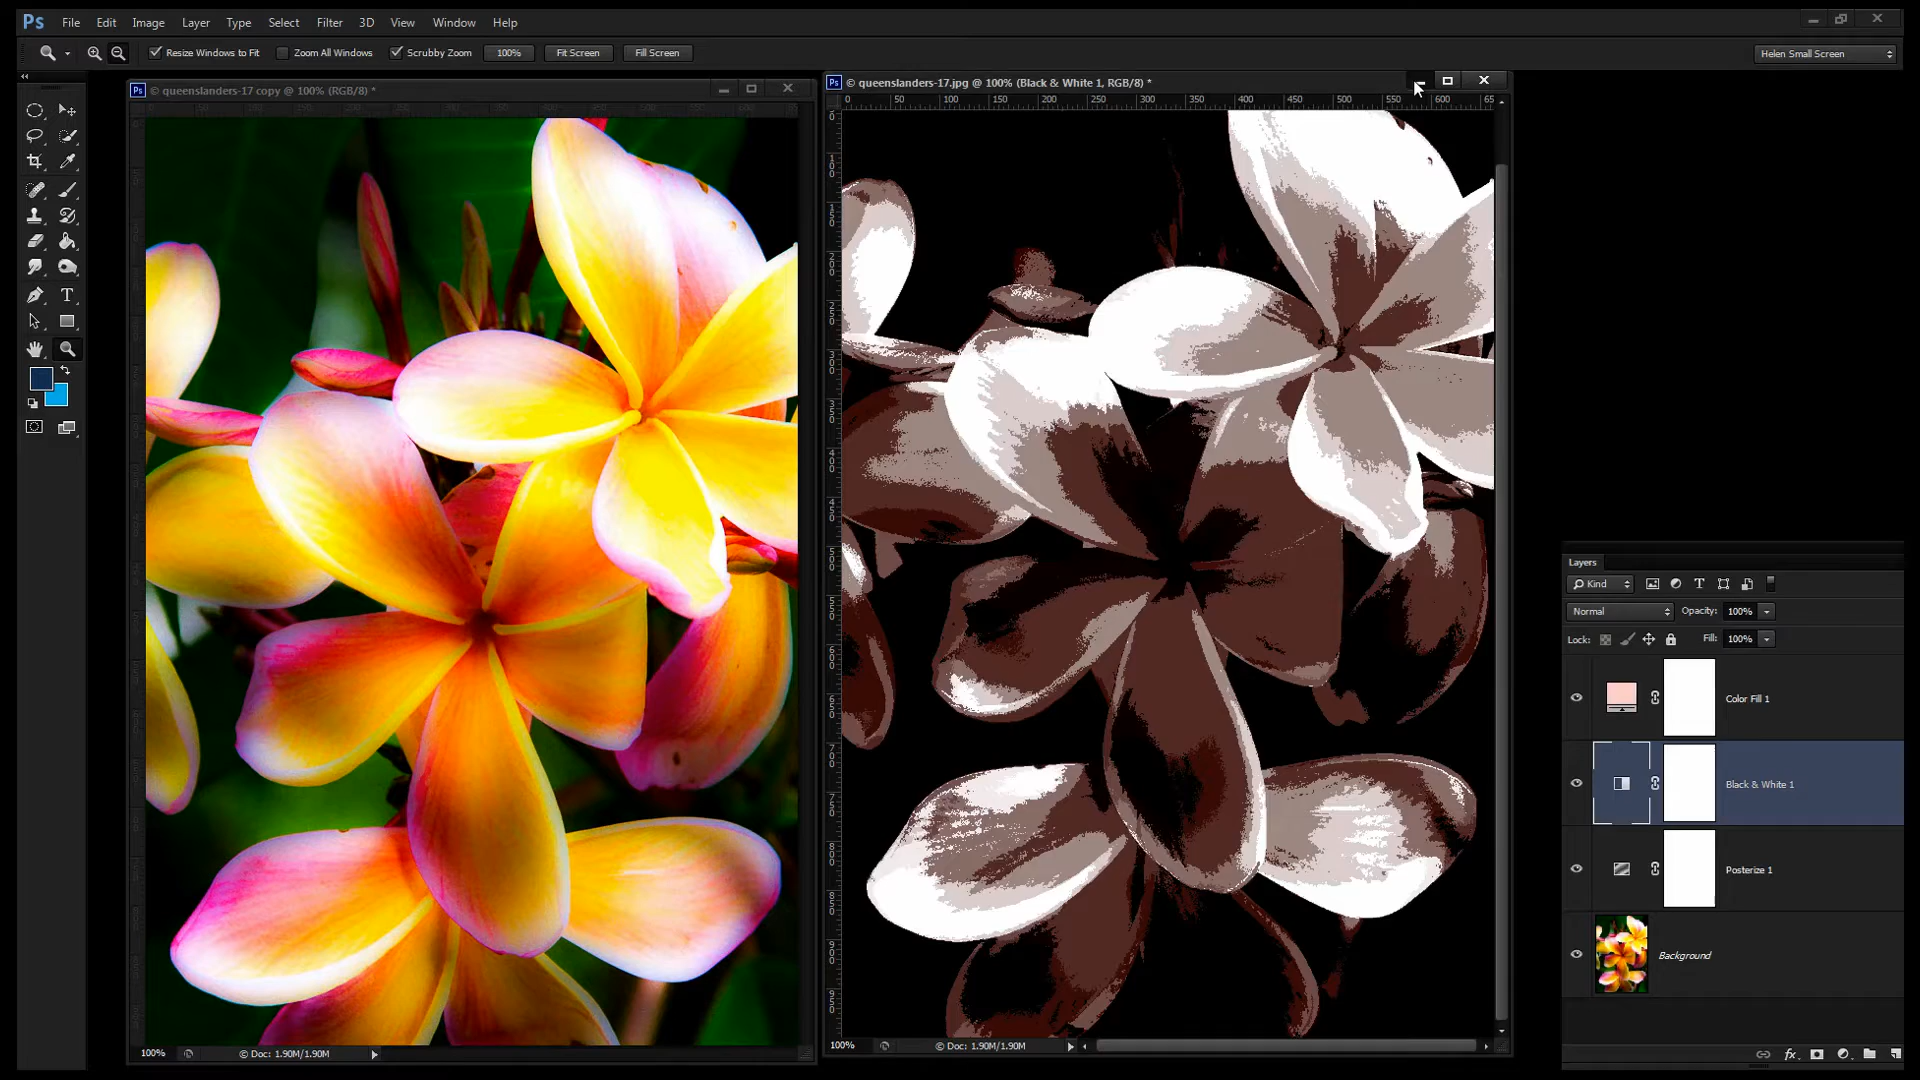 Ps File Edit Image Layer Type Select Filter 3D View Window Help
Resize Windows to Fit Zoom All Windows Scrubby Zoom 100% Fit Screen Fill Screen Helen Small Screen
Ps © queenslanders-17 copy @ 100% (RGB/8) *
Ps © queenslanders-17.jpg @ 100% (Black & White 1, RGB/8) *
0 50 100 150 200 250 300 350 400 450 500 550 600 65
Layers
Kind
Normal Opacity: 100%
Lock: Fill: 100%
Color Fill 1
Black & White 1
Posterize 1
Background
fx
100% © Doc: 1.90M/1.90M
100% © Doc: 1.90M/1.90M